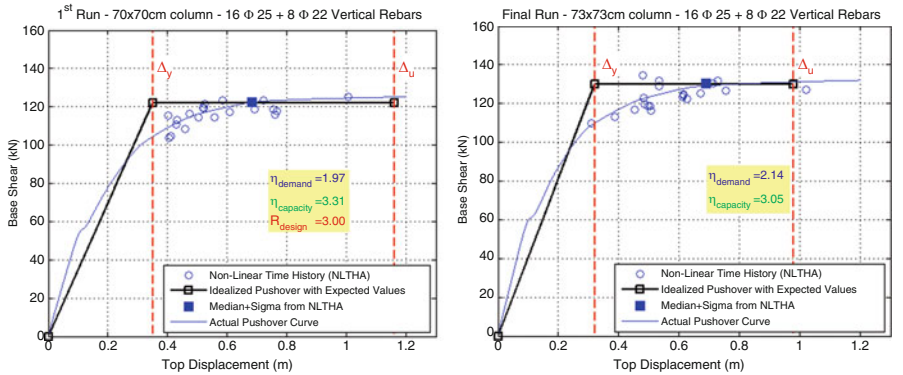 1st Run - 70x70cm column - 16 Φ 25 + 8 Φ 22 Vertical Rebars
160
140
120
100
80
60
40
20
0
Base Shear (kN)
Δy
Δu
ηdemand =1.97
ηcapacity =3.31
Rdesign =3.00
Non-Linear Time History (NLTHA)
Idealized Pushover with Expected Values
Median+Sigma from NLTHA
Actual Pushover Curve
0 0.2 0.4 0.6 0.8 1 1.2
Top Displacement (m)
Final Run - 73x73cm column - 16 Φ 25 + 8 Φ 22 Vertical Rebars
160
140
120
100
80
60
40
20
0
Base Shear (kN)
Δy
Δu
ηdemand =2.14
ηcapacity =3.05
Non-Linear Time History (NLTHA)
Idealized Pushover with Expected Values
Median+Sigma from NLTHA
Actual Pushover Curve
0 0.2 0.4 0.6 0.8 1 1.2
Top Displacement (m)